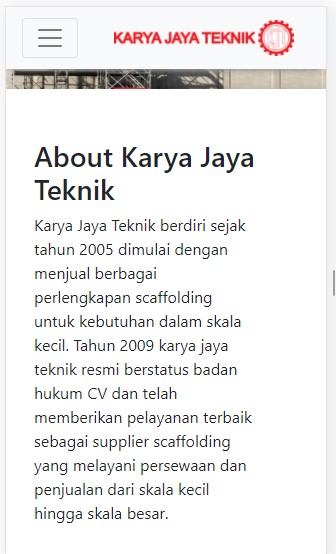 KARYA JAYA TEKNIK
About Karya Jaya
Teknik
Karya Jaya Teknik berdiri sejak
tahun 2005 dimulai dengan
menjual berbagai
perlengkapan scaffolding
untuk kebutuhan dalam skala
kecil. Tahun 2009 karya jaya
teknik resmi berstatus badan
hukum CV dan telah
memberikan pelayanan terbaik
sebagai supplier scaffolding
yang melayani persewaan dan
penjualan dari skala kecil
hingga skala besar.